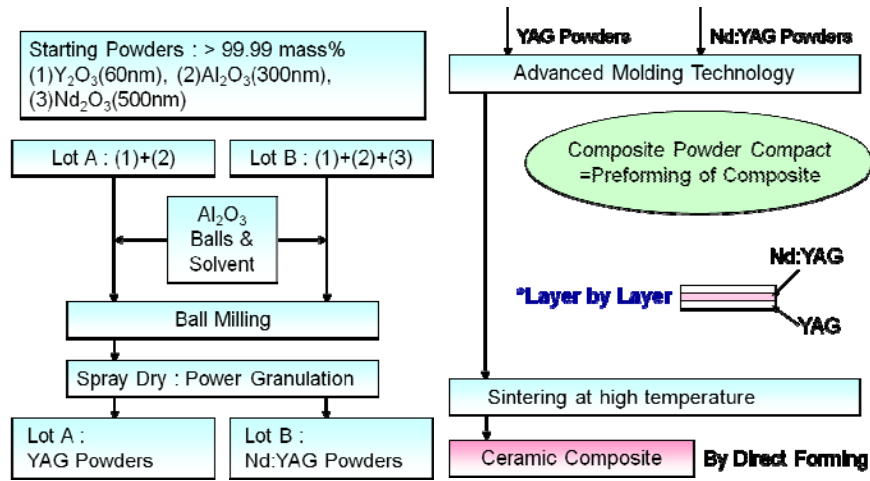 Starting Powders : > 99.99 mass%
(1)Y₂O₃(60nm), (2)Al₂O₃(300nm),
(3)Nd₂O₃(500nm)
Lot A : (1)+(2)
Lot B : (1)+(2)+(3)
Al₂O₃
Balls &
Solvent
Ball Milling
Spray Dry : Power Granulation
Lot A :
YAG Powders
Lot B :
Nd:YAG Powders
YAG Powders
Nd:YAG Powders
Advanced Molding Technology
Composite Powder Compact
=Preforming of Composite
Nd:YAG
*Layer by Layer
YAG
Sintering at high temperature
Ceramic Composite
By Direct Forming